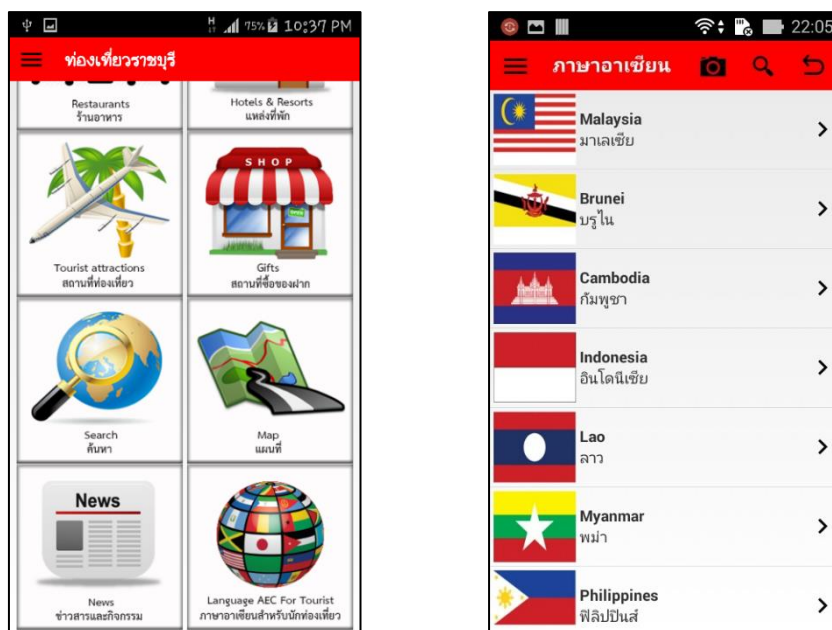 75% 10:37 PM
ท่องเที่ยวราชบุรี
Restaurants
ร้านอาหาร
Hotels & Resorts
แหล่งที่พัก
Tourist attractions
สถานที่ท่องเที่ยว
SHOP
Gifts
สถานที่ซื้อของฝาก
Search
ค้นหา
Map
แผนที่
News
News
ข่าวสารและกิจกรรม
Language AEC For Tourist
ภาษาอาเซียนสำหรับนักท่องเที่ยว
22:05
ภาษาอาเซียน
Malaysia
มาเลเซีย
Brunei
บรูไน
Cambodia
กัมพูชา
Indonesia
อินโดนีเซีย
Lao
ลาว
Myanmar
พม่า
Philippines
ฟิลิปปินส์